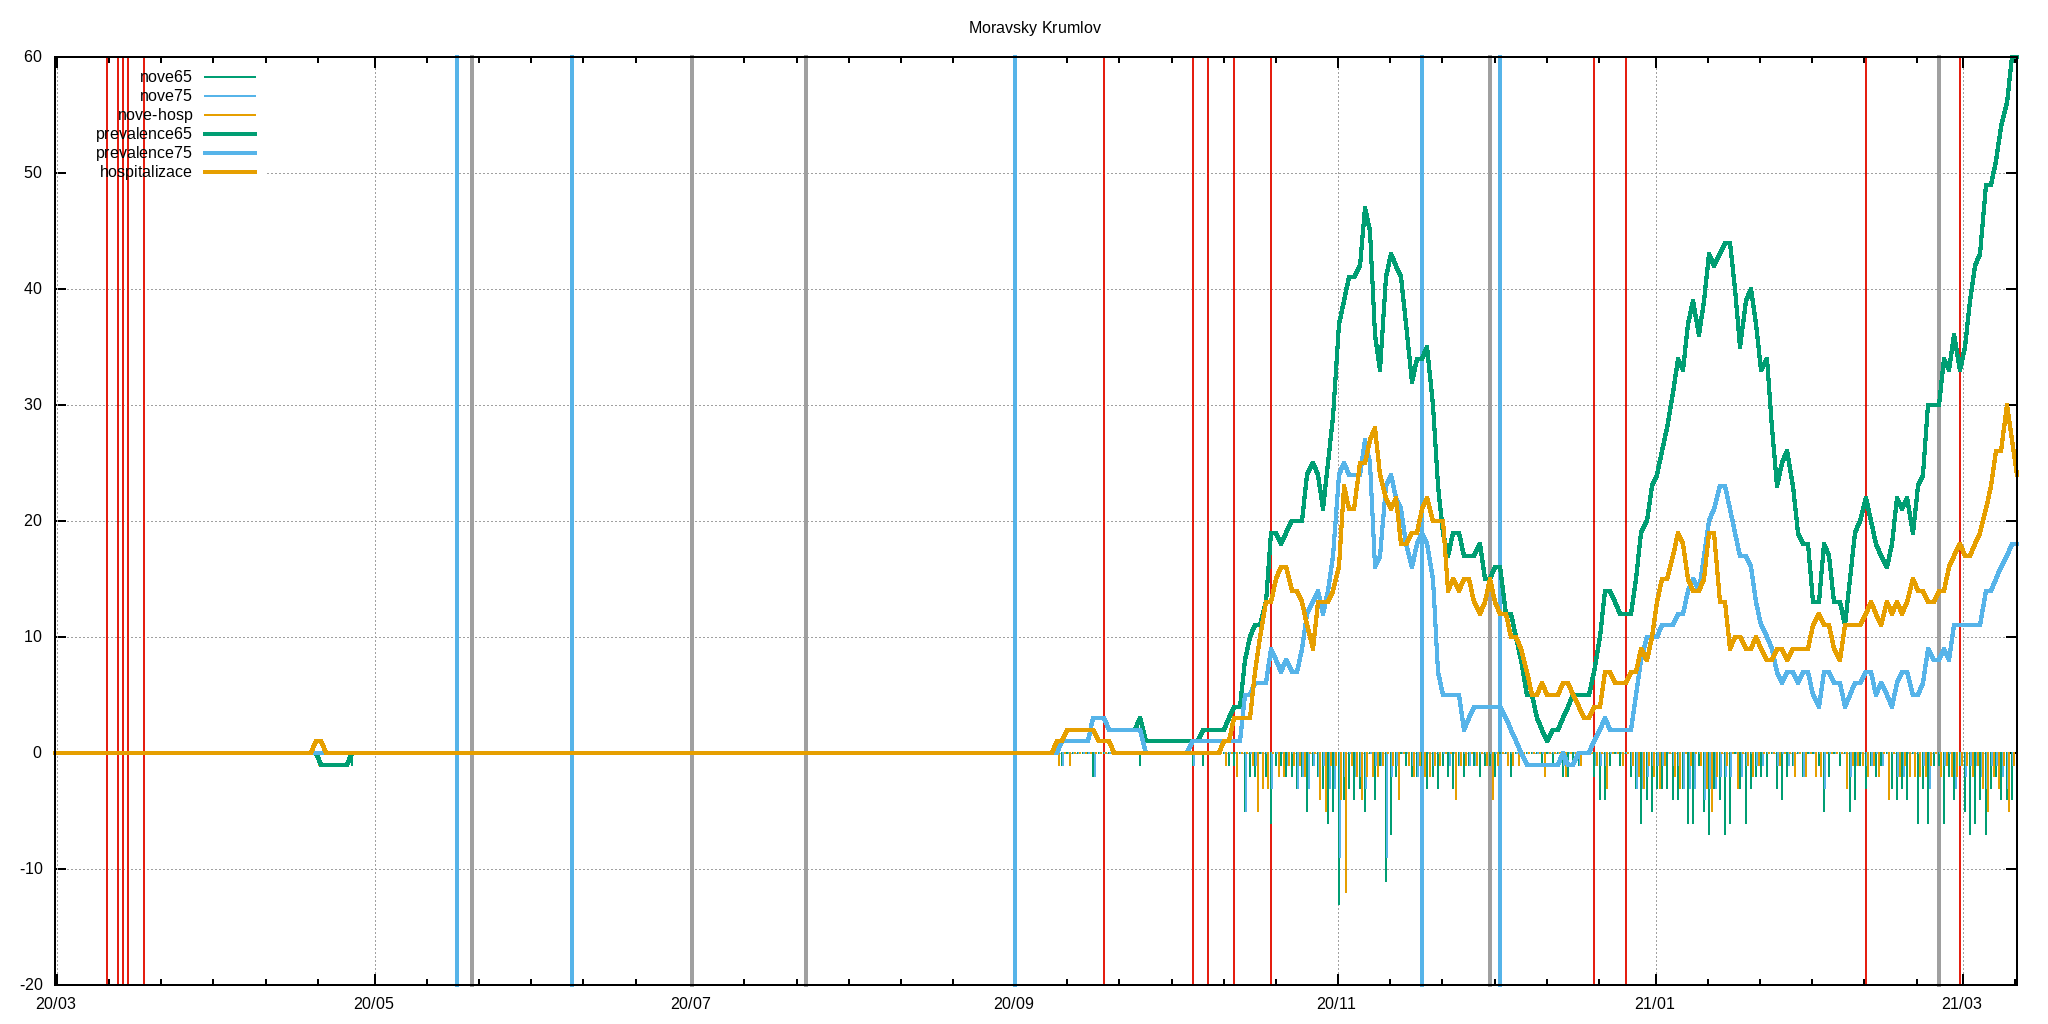 Moravsky Krumlov
60
50
40
30
20
10
0
-10
-20
nove65
nove75
nove-hosp
prevalence65
prevalence75
hospitalizace
20/03 20/05 20/07 20/09 20/11 21/01 21/03